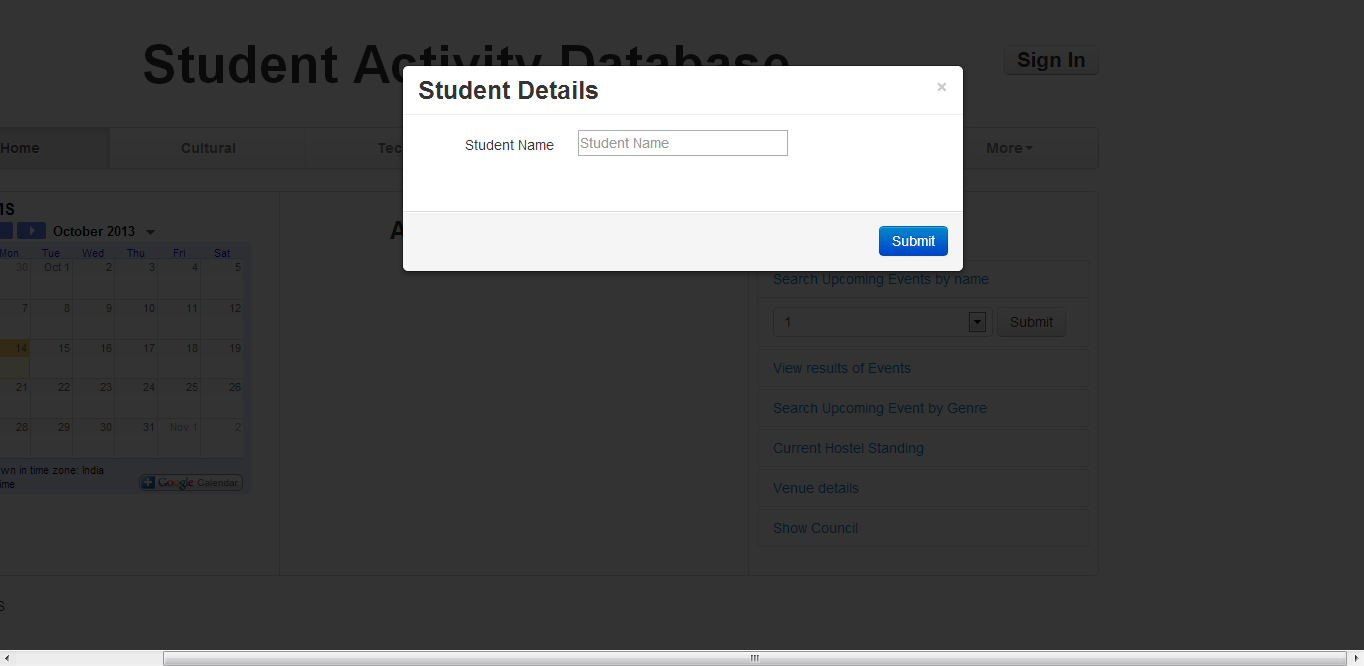 Student Activity Database
Sign In
Student Details
×
Student Name
Student Name
Submit
Home
Cultural
More
October 2013
Mon Tue Wed Thu Fri Sat
30 Oct 1 2 3 4 5
7 8 9 10 11 12
14 15 16 17 18 19
21 22 23 24 25 26
28 29 30 31 Nov 1 2
wn in time zone: India
Google Calendar
Search Upcoming Events by name
1
Submit
View results of Events
Search Upcoming Event by Genre
Current Hostel Standing
Venue details
Show Council